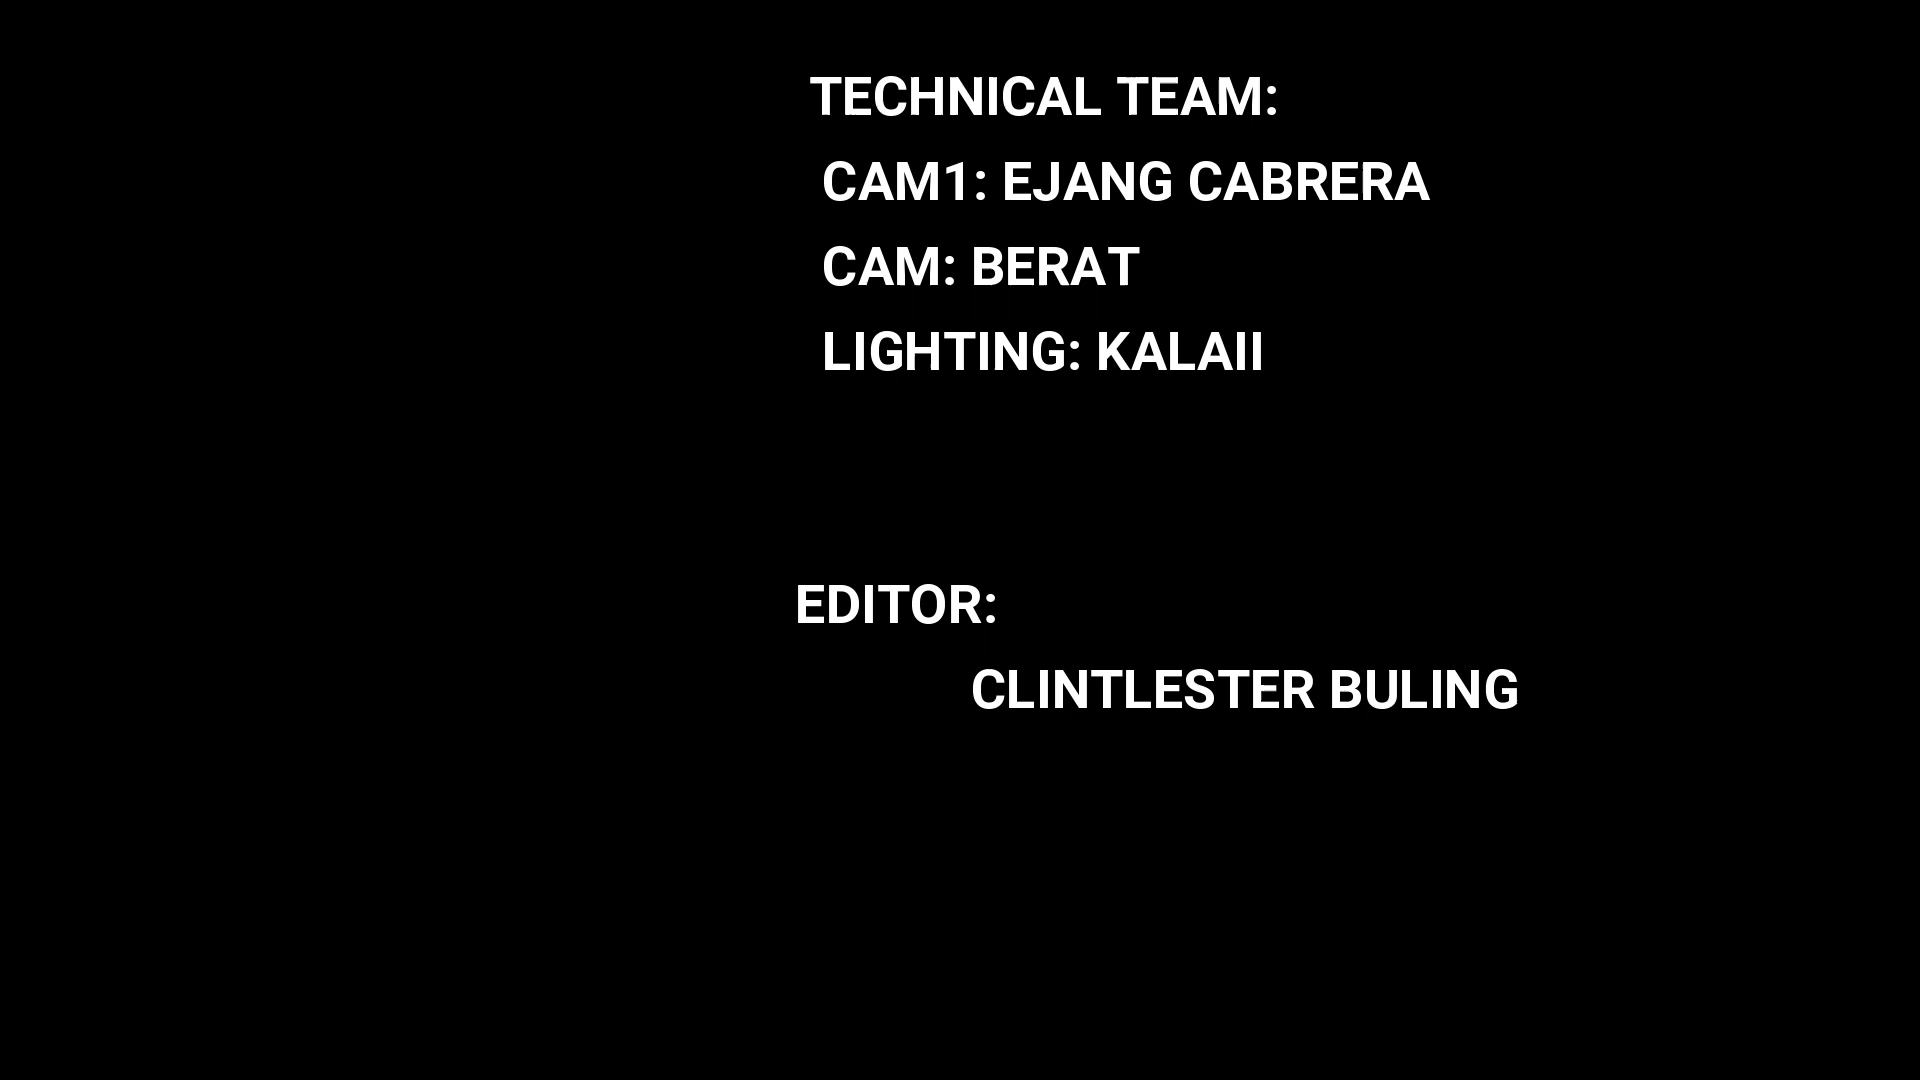 TECHNICAL TEAM:
CAM1: EJANG CABRERA
CAM: BERAT
LIGHTING: KALAII
EDITOR:
CLINTLESTER BULING